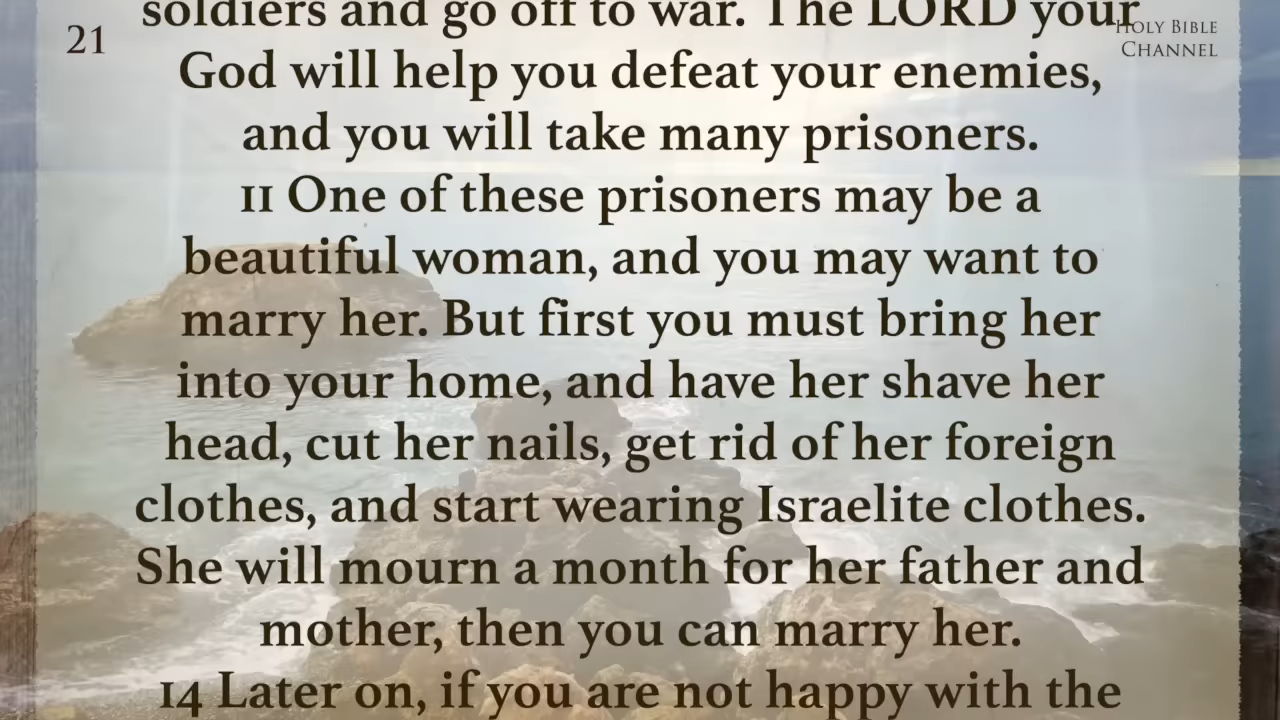 soldiers and go off to war. The LORD your
21
HOLY BIBLE
CHANNEL
God will help you defeat your enemies,
and you will take many prisoners.
11 One of these prisoners may be a
beautiful woman, and you may want to
marry her. But first you must bring her
into your home, and have her shave her
head, cut her nails, get rid of her foreign
clothes, and start wearing Israelite clothes.
She will mourn a month for her father and
mother, then you can marry her.
14 Later on, if you are not happy with the